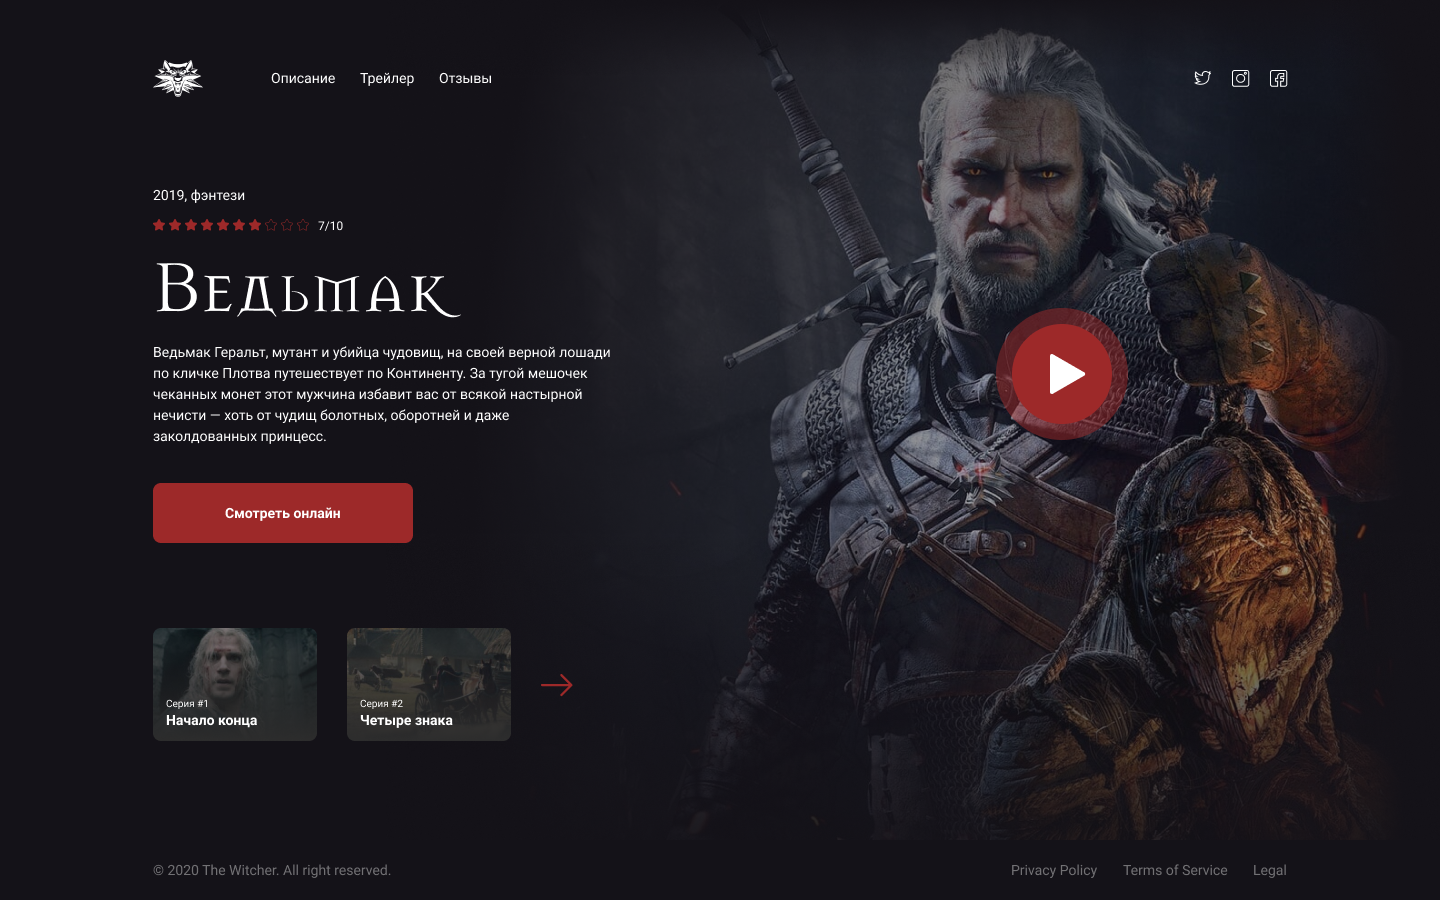 Описание Трейлер Отзывы
2019, фэнтези
7/10
Ведьмак
Ведьмак Геральт, мутант и убийца чудовищ, на своей верной лошади
по кличке Плотва путешествует по Континенту. За тугой мешочек
чеканных монет этот мужчина избавит вас от всякой настырной
нечисти — хоть от чудищ болотных, оборотней и даже
заколдованных принцесс.
Смотреть онлайн
Серия #1
Начало конца
Серия #2
Четыре знака
© 2020 The Witcher. All right reserved.
Privacy Policy Terms of Service Legal